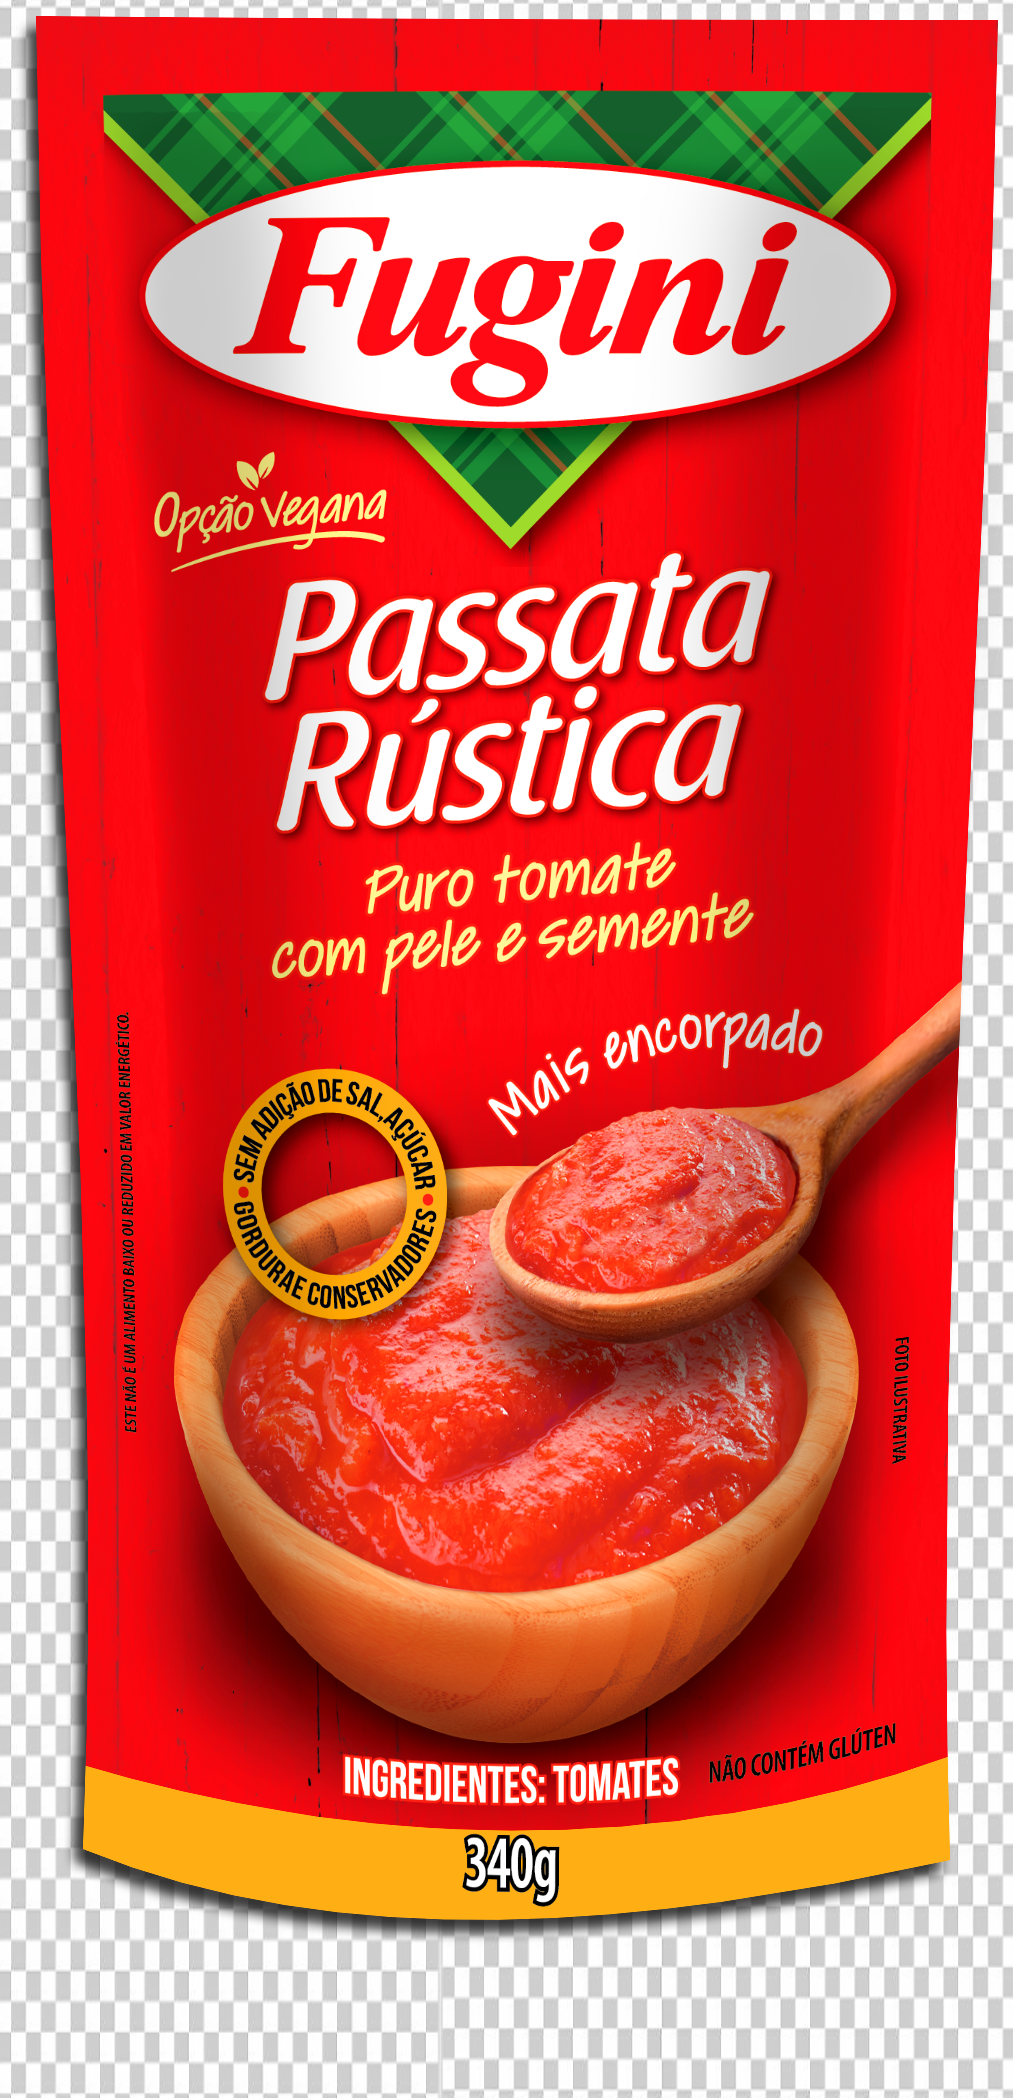 Fugini
Opção Vegana
Passata
Rústica
Puro tomate
com pele e semente
Mais encorpado
SEM ADIÇÃO DE SAL, AÇÚCAR
GORDURA E CONSERVADORES
ESTE NÃO É UM ALIMENTO BAIXO OU REDUZIDO EM VALOR ENERGÉTICO.
FOTO ILUSTRATIVA
INGREDIENTES: TOMATES
NÃO CONTÉM GLÚTEN
340g